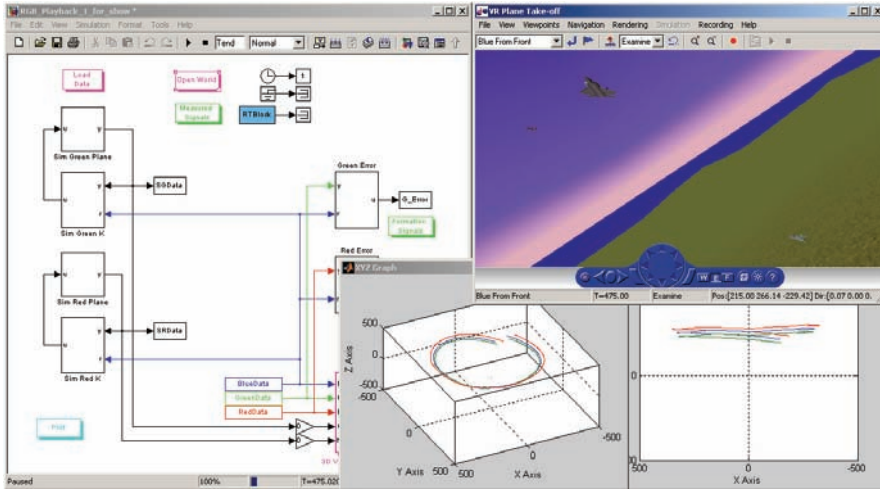 RGB_Playback_1_for_show *
File Edit View Simulation Format Tools Help
Tend
Normal
Load
Data
Open World
t
Measured
Signals
RTBlock
u
y
Sim Green Plane
y
u
r
Sim Green K
SGData
Green Error
y
r
u
G_Error
Formation
Signals
u
y
Sim Red Plane
y
u
r
Sim Red K
SRData
Red Error
BlueData
GreenData
RedData
Plot
3D V
Paused
100%
T=475.020
VR Plane Take-off
File View Viewpoints Navigation Rendering Simulation Recording Help
Blue From Front
Examine
Blue From Front
T=475.00
Examine
Pos:[215.00 266.14 -229.42] Dir:[0.07 0.00 0.
XYZ Graph
500
0
-500
Z Axis
-500
0
500
Y Axis
500
0
-500
X Axis
0
500
0
-500
X Axis